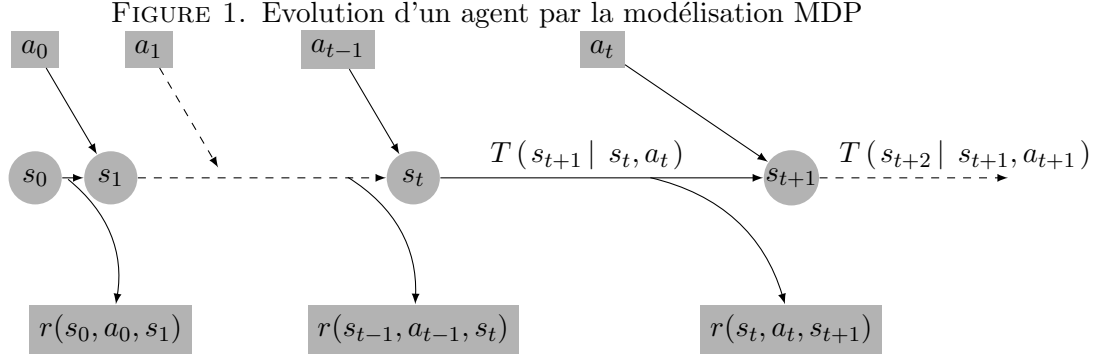 FIGURE 1. Evolution d'un agent par la modélisation MDP
a_0 a_1 a_{t−1} a_t
T(s_{t+1} | s_t, a_t) T(s_{t+2} | s_{t+1}, a_{t+1})
s_0 s_1 s_t s_{t+1}
r(s_0, a_0, s_1) r(s_{t−1}, a_{t−1}, s_t) r(s_t, a_t, s_{t+1})